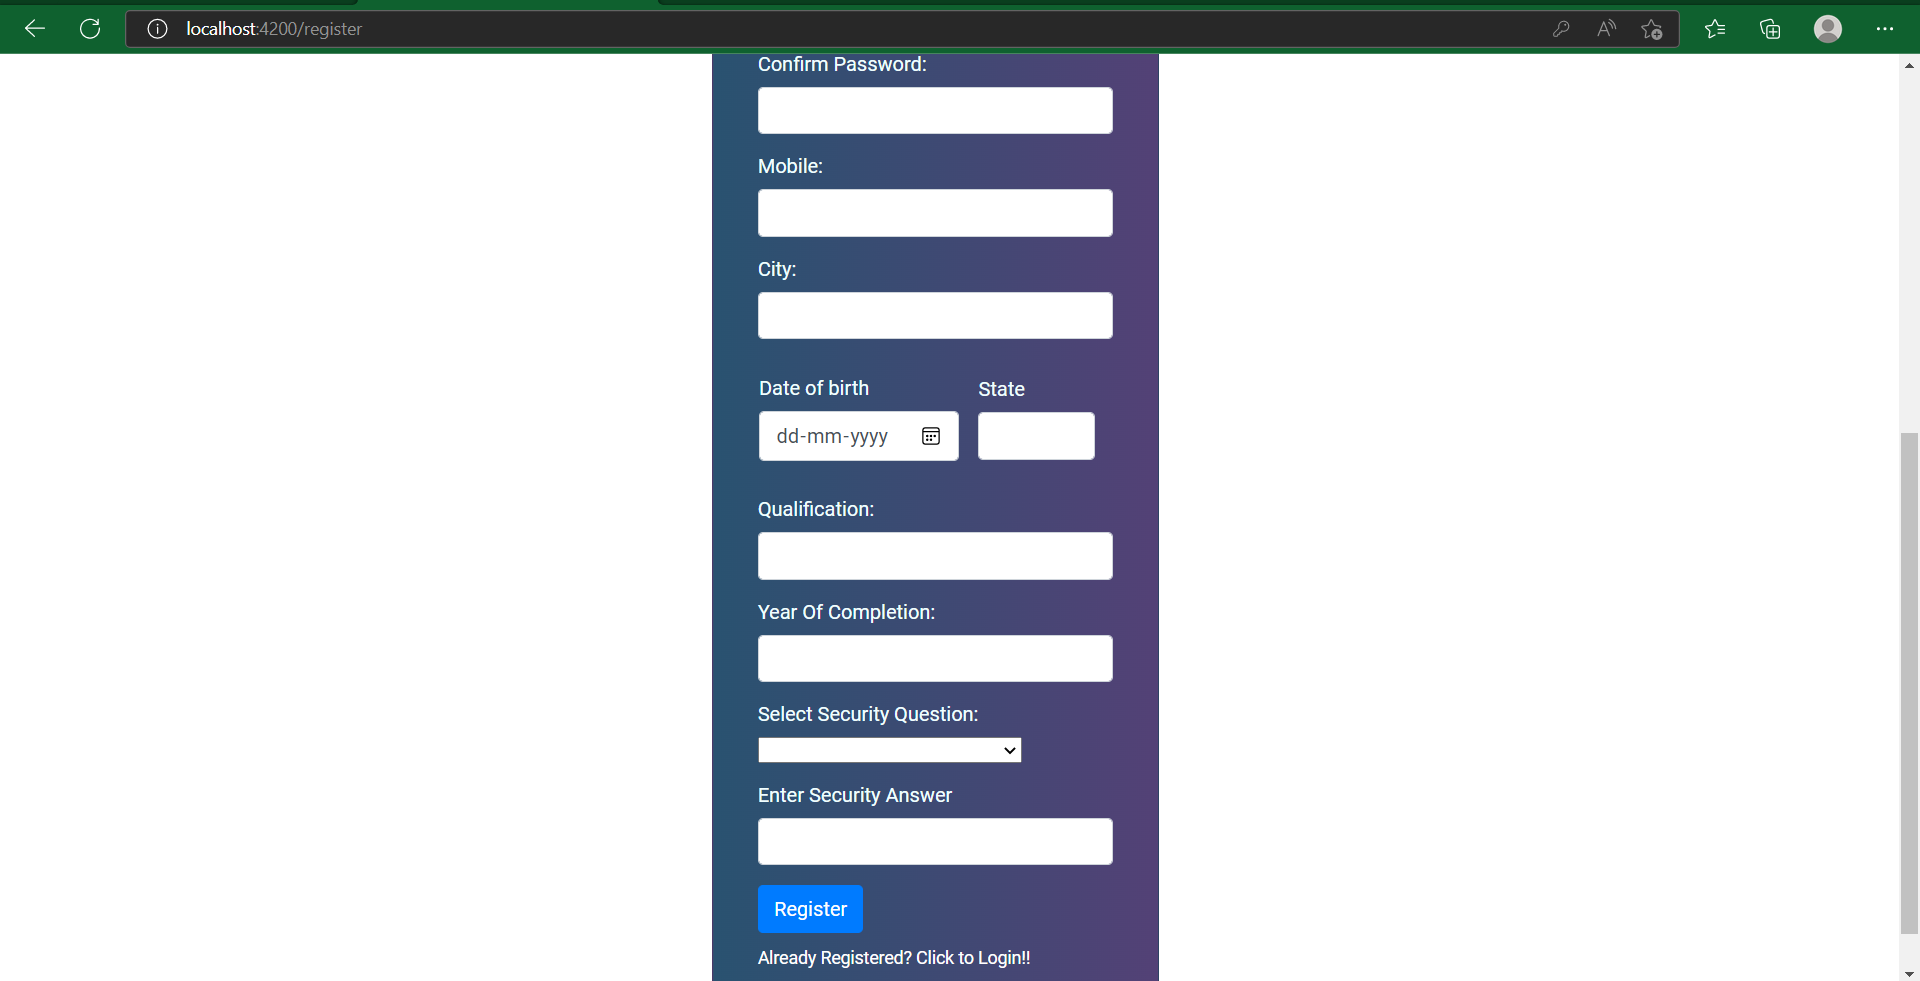 localhost:4200/register
Confirm Password:
Mobile:
City:
Date of birth State
dd-mm-yyyy
Qualification:
Year Of Completion:
Select Security Question:
Enter Security Answer
Register
Already Registered? Click to Login!!